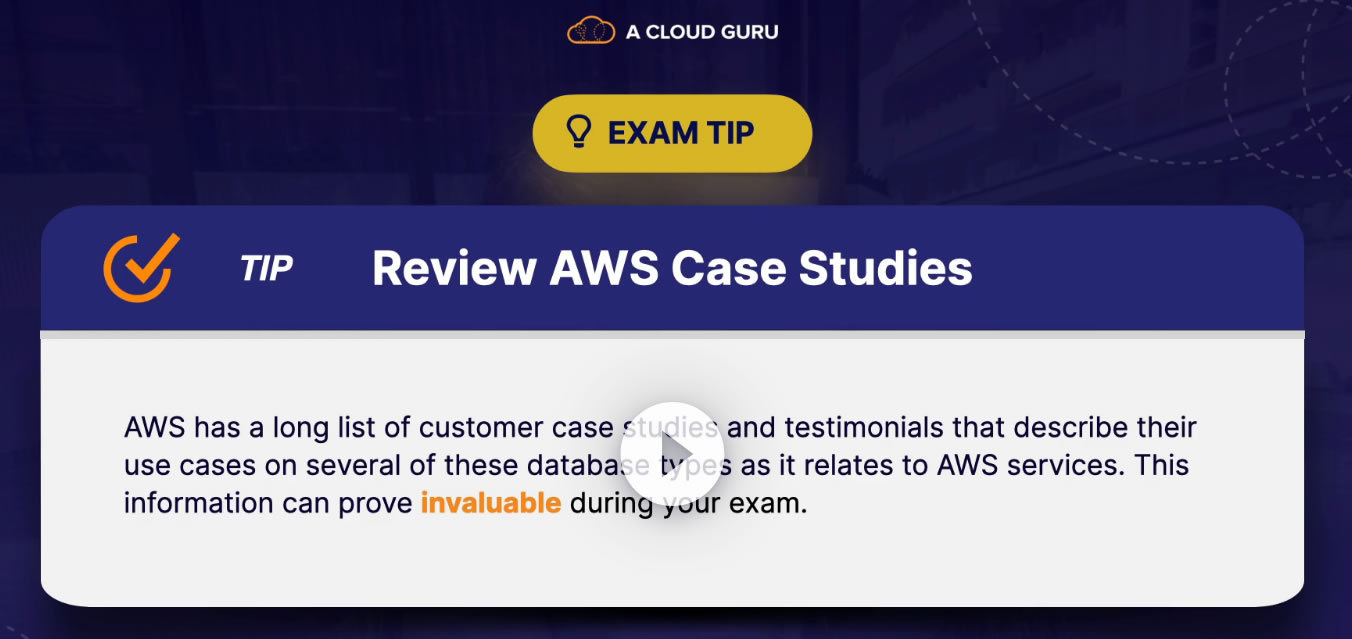 A CLOUD GURU
EXAM TIP
TIP
Review AWS Case Studies
AWS has a long list of customer case studies and testimonials that describe their
use cases on several of these database types as it relates to AWS services. This
information can prove invaluable during your exam.